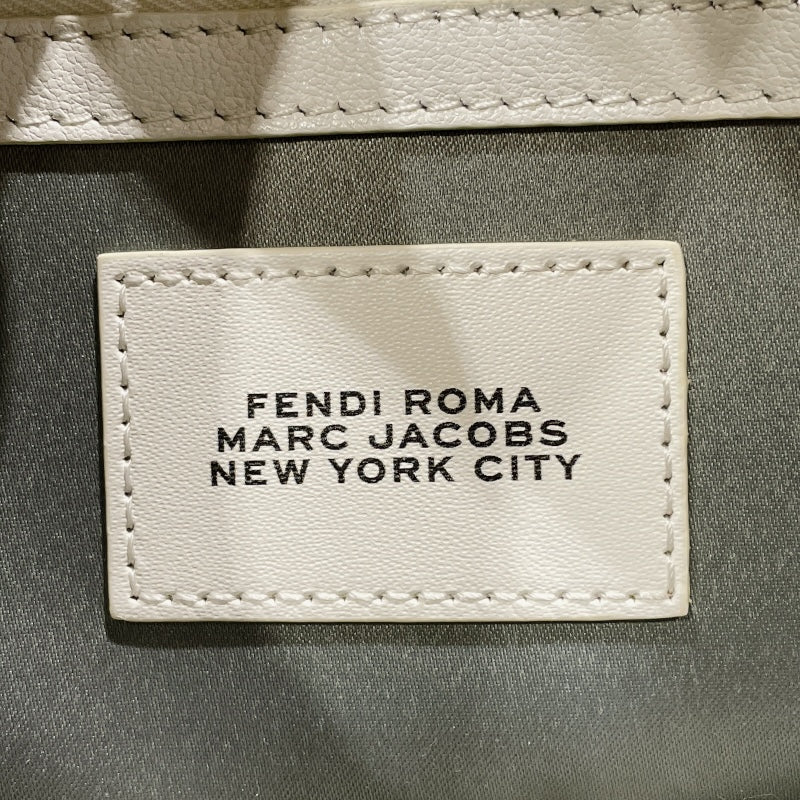 FENDI ROMA
MARC JACOBS
NEW YORK CITY